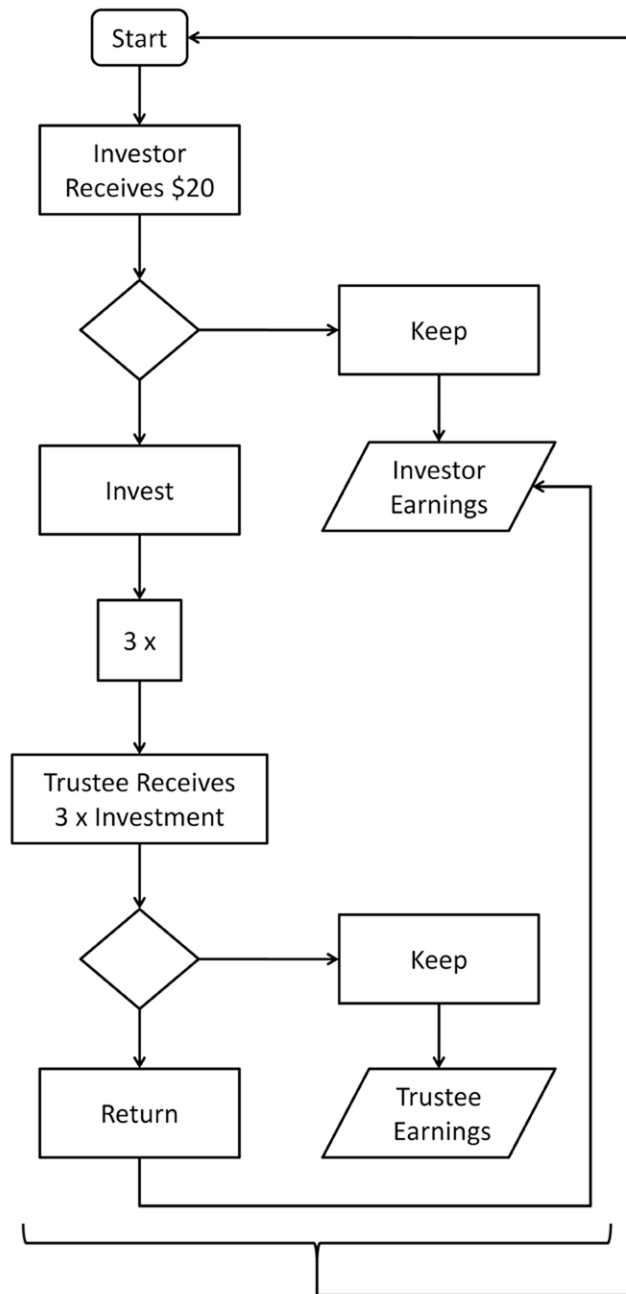 Start
Investor
Receives $20
Keep
Invest
Investor
Earnings
3 x
Trustee Receives
3 x Investment
Keep
Return
Trustee
Earnings